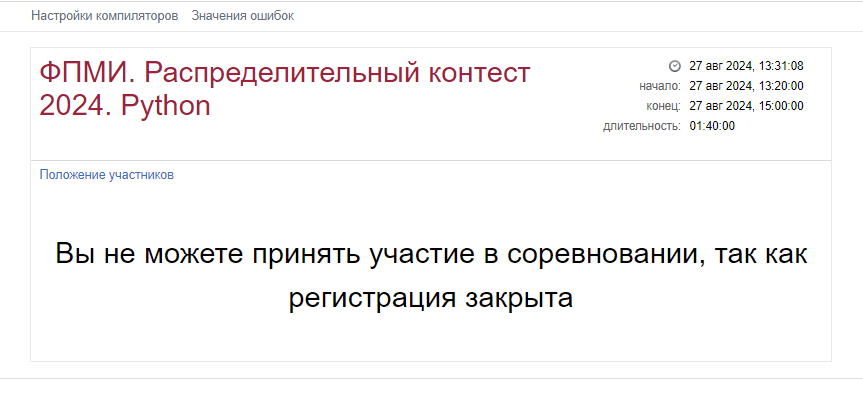 Настройки компиляторов Значения ошибок
ФПМИ. Распределительный контест
2024. Python
27 авг 2024, 13:31:08
начало: 27 авг 2024, 13:20:00
конец: 27 авг 2024, 15:00:00
длительность: 01:40:00
Положение участников
Вы не можете принять участие в соревновании, так как
регистрация закрыта